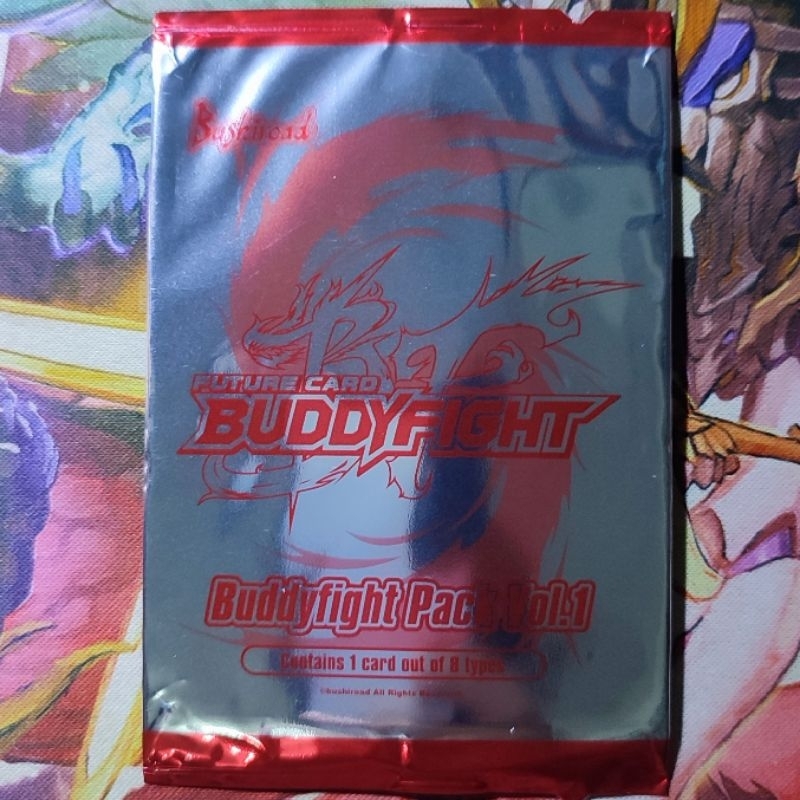 Bushiroad
FUTURE CARD
BUDDYFIGHT
Buddyfight Pack Vol.1
Contains 1 card out of 8 types
©bushiroad All Rights Reserved.